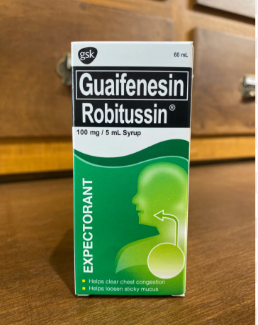 gsk
60 mL
Guaifenesin
Robitussin®
100 mg / 5 mL Syrup
EXPECTORANT
Helps clear chest congestion
Helps loosen sticky mucus